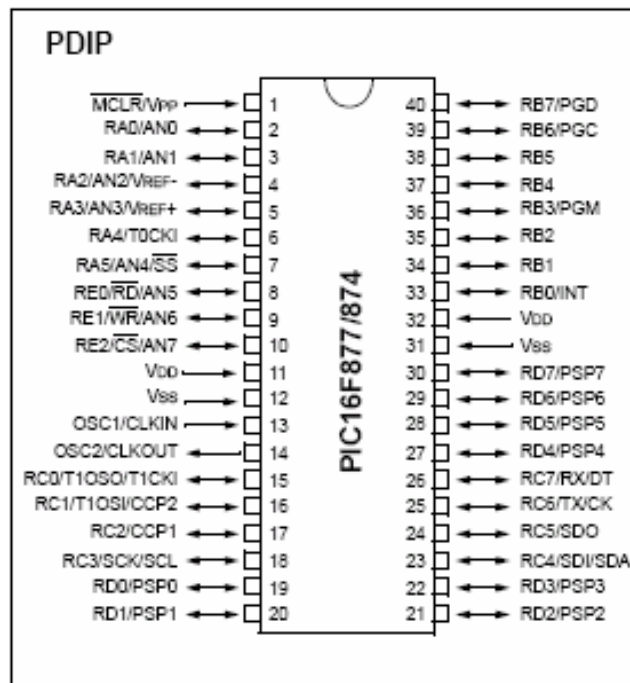 PDIP
MCLR/VPP 1 40 RB7/PGD
RA0/AN0 2 39 RB6/PGC
RA1/AN1 3 38 RB5
RA2/AN2/VREF- 4 37 RB4
RA3/AN3/VREF+ 5 36 RB3/PGM
RA4/T0CKI 6 35 RB2
RA5/AN4/SS 7 34 RB1
RE0/RD/AN5 8 33 RB0/INT
RE1/WR/AN6 9 32 VDD
RE2/CS/AN7 10 31 VSS
VDD 11 30 RD7/PSP7
VSS 12 29 RD6/PSP6
OSC1/CLKIN 13 28 RD5/PSP5
OSC2/CLKOUT 14 27 RD4/PSP4
RC0/T1OSO/T1CKI 15 26 RC7/RX/DT
RC1/T1OSI/CCP2 16 25 RC6/TX/CK
RC2/CCP1 17 24 RC5/SDO
RC3/SCK/SCL 18 23 RC4/SDI/SDA
RD0/PSP0 19 22 RD3/PSP3
RD1/PSP1 20 21 RD2/PSP2
PIC16F877/874